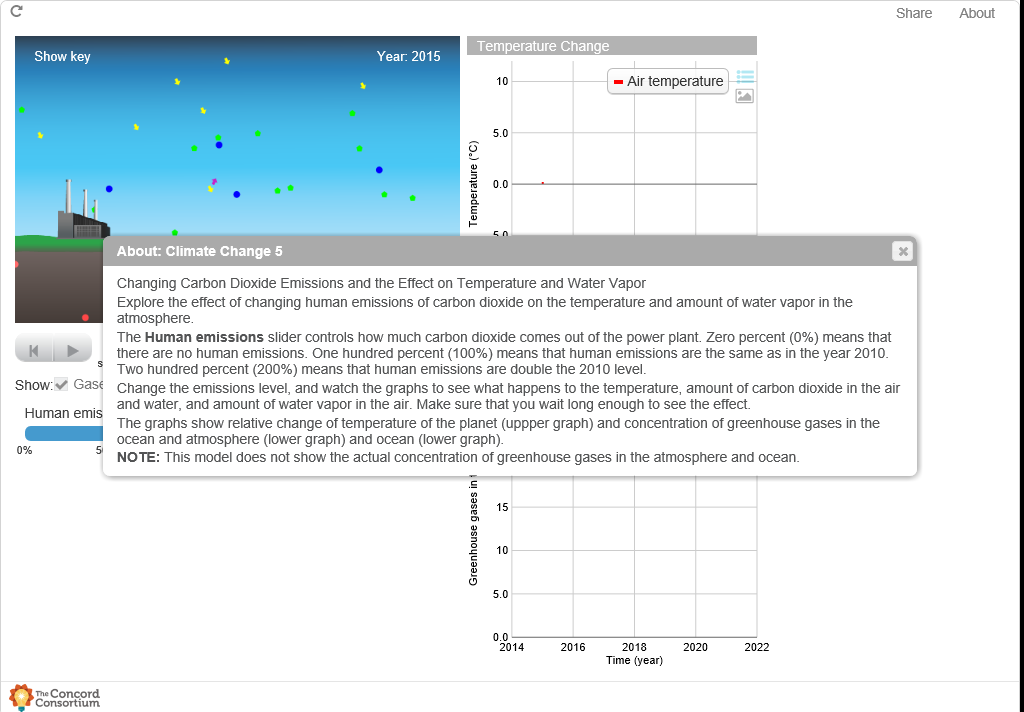 Share About
Show key Year: 2015
Temperature Change
Air temperature
10
5.0
0.0
5.0
Temperature (°C)
About: Climate Change 5
Changing Carbon Dioxide Emissions and the Effect on Temperature and Water Vapor
Explore the effect of changing human emissions of carbon dioxide on the temperature and amount of water vapor in the
atmosphere.
The Human emissions slider controls how much carbon dioxide comes out of the power plant. Zero percent (0%) means that
there are no human emissions. One hundred percent (100%) means that human emissions are the same as in the year 2010.
Two hundred percent (200%) means that human emissions are double the 2010 level.
Change the emissions level, and watch the graphs to see what happens to the temperature, amount of carbon dioxide in the air
and water, and amount of water vapor in the air. Make sure that you wait long enough to see the effect.
The graphs show relative change of temperature of the planet (uppper graph) and concentration of greenhouse gases in the
ocean and atmosphere (lower graph) and ocean (lower graph).
NOTE: This model does not show the actual concentration of greenhouse gases in the atmosphere and ocean.
Show: Gase
Human emis
0% 5
Greenhouse gases in
15
10
5.0
0.0
2014 2016 2018 2020 2022
Time (year)
The Concord
Consortium